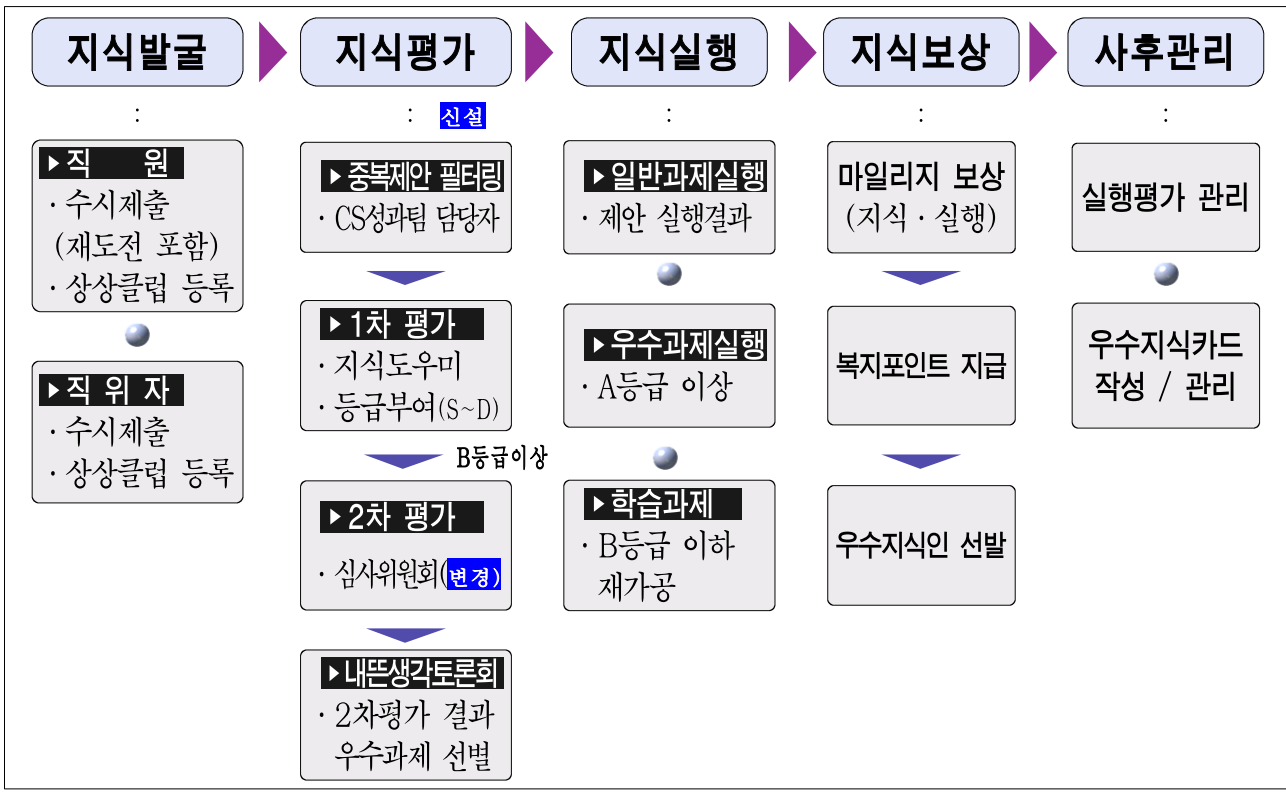 지식발굴
지식평가
지식실행
지식보상
사후관리
:
▶직 원
· 수시제출
(재도전 포함)
· 상상클럽 등록
▶직 위 자
· 수시제출
· 상상클럽 등록
: 신설
▶중복제안 필터링
· CS성과팀 담당자
▶1차 평가
· 지식도우미
· 등급부여(S~D)
B등급이상
▶2차 평가
· 심사위원회(변경)
▶내뜬생각토론회
· 2차평가 결과
우수과제 선별
:
▶일반과제실행
· 제안 실행결과
▶우수과제실행
· A등급 이상
▶학습과제
· B등급 이하
재가공
:
마일리지 보상
(지식 · 실행)
복지포인트 지급
우수지식인 선발
:
실행평가 관리
우수지식카드
작성 / 관리